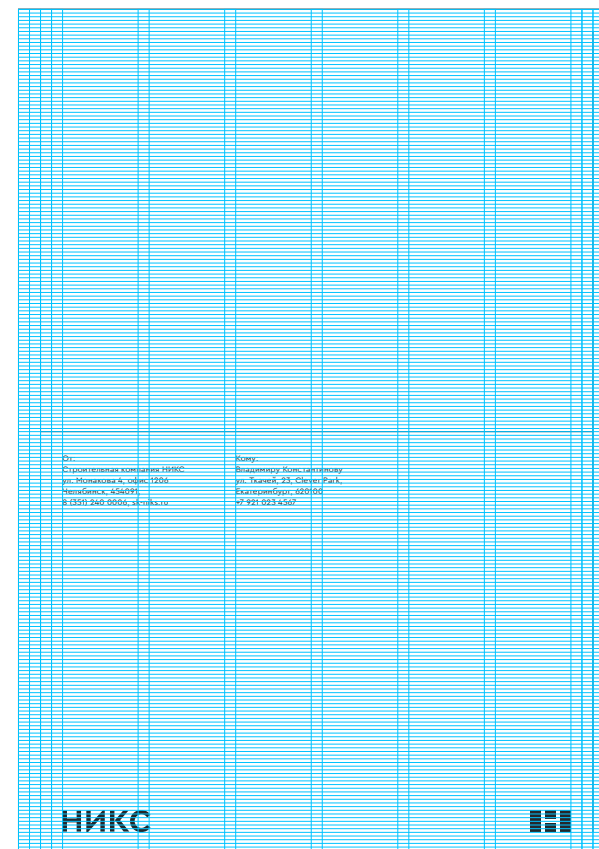 От:
Строительная компания НИКС
ул. Монакова 4, офис 1206
Челябинск, 454091,
8 (351) 240 0006, sk-niks.ru
Кому:
Владимиру Константинову
ул. Ткачей, 23, Clever Park,
Екатеринбург, 620100
+7 921 023 4567
НИКС
Н